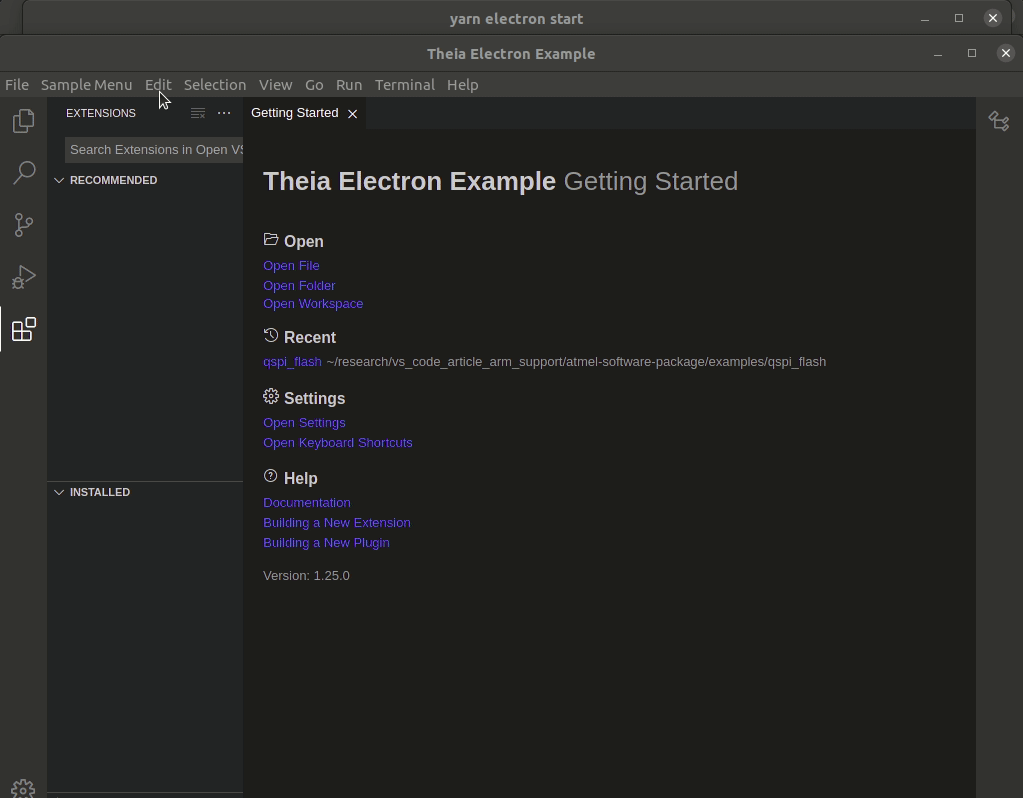 yarn electron start
Theia Electron Example
File Sample Menu Edit Selection View Go Run Terminal Help
EXTENSIONS
Search Extensions in Open VS
RECOMMENDED
INSTALLED
Getting Started
Theia Electron Example Getting Started
Open
Open File
Open Folder
Open Workspace
Recent
qspi_flash ~/research/vs_code_article_arm_support/atmel-software-package/examples/qspi_flash
Settings
Open Settings
Open Keyboard Shortcuts
Help
Documentation
Building a New Extension
Building a New Plugin
Version: 1.25.0